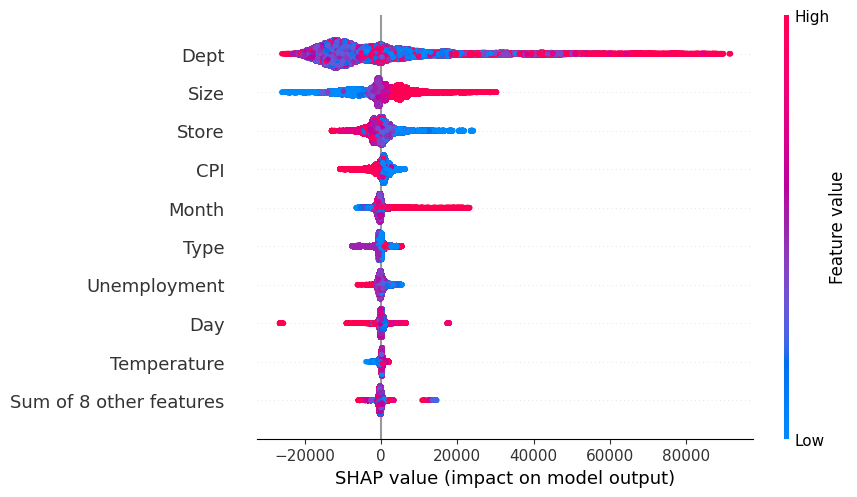 High
Dept
Size
Store
CPI
Month
Type
Unemployment
Day
Temperature
Sum of 8 other features
Feature value
Low
−20000 0 20000 40000 60000 80000
SHAP value (impact on model output)